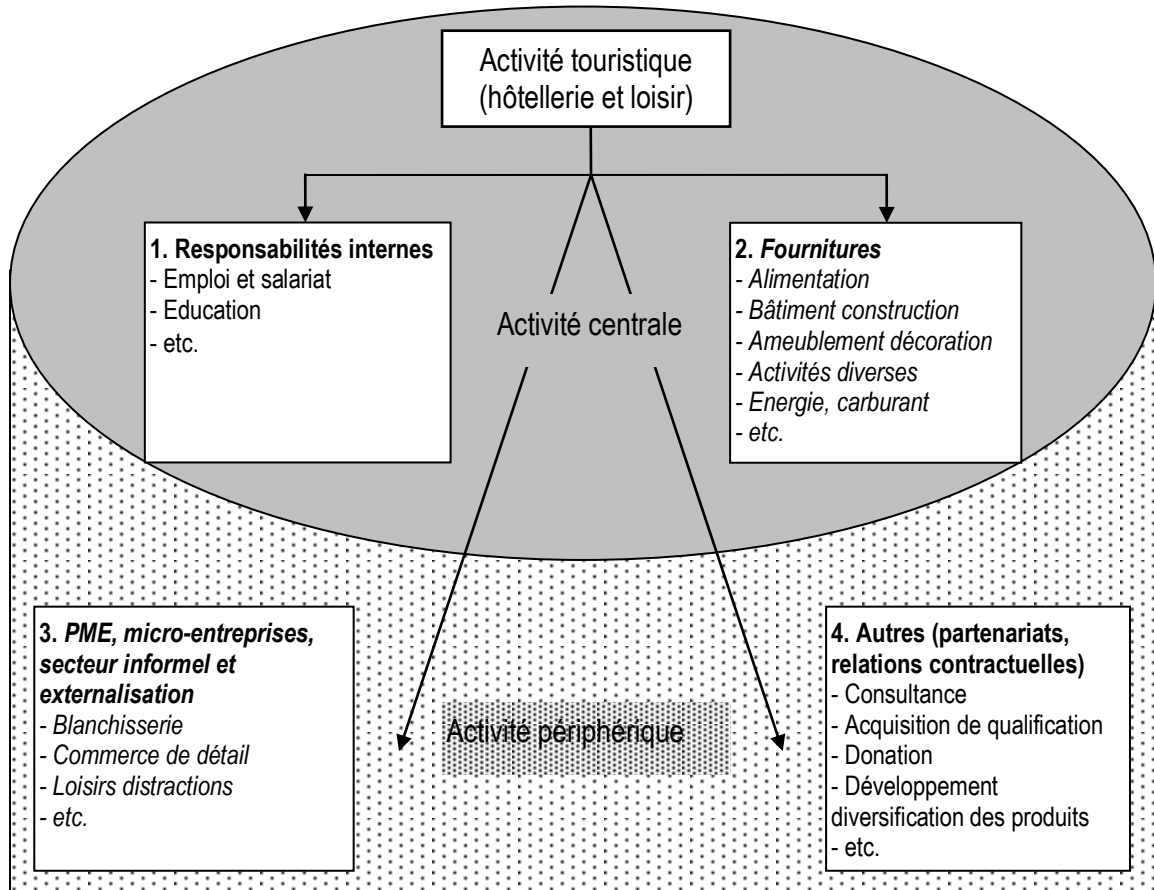 Activité touristique
(hôtellerie et loisir)
1. Responsabilités internes
- Emploi et salariat
- Education
- etc.
2. Fournitures
- Alimentation
- Bâtiment construction
- Ameublement décoration
- Activités diverses
- Energie, carburant
- etc.
Activité centrale
3. PME, micro-entreprises,
secteur informel et
externalisation
- Blanchisserie
- Commerce de détail
- Loisirs distractions
- etc.
Activité périphérique
4. Autres (partenariats,
relations contractuelles)
- Consultance
- Acquisition de qualification
- Donation
- Développement
diversification des produits
- etc.